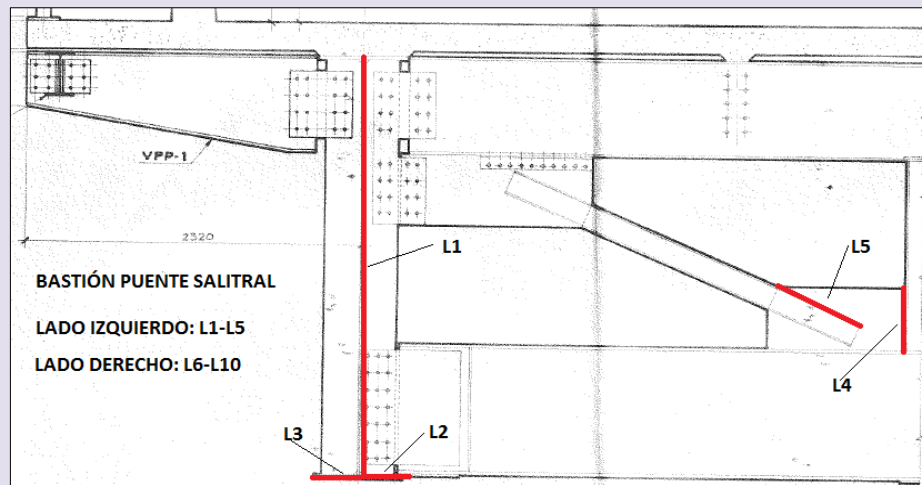 VPP-1
2320
L1
L5
BASTIÓN PUENTE SALITRAL
LADO IZQUIERDO: L1-L5
LADO DERECHO: L6-L10
L4
L3
L2